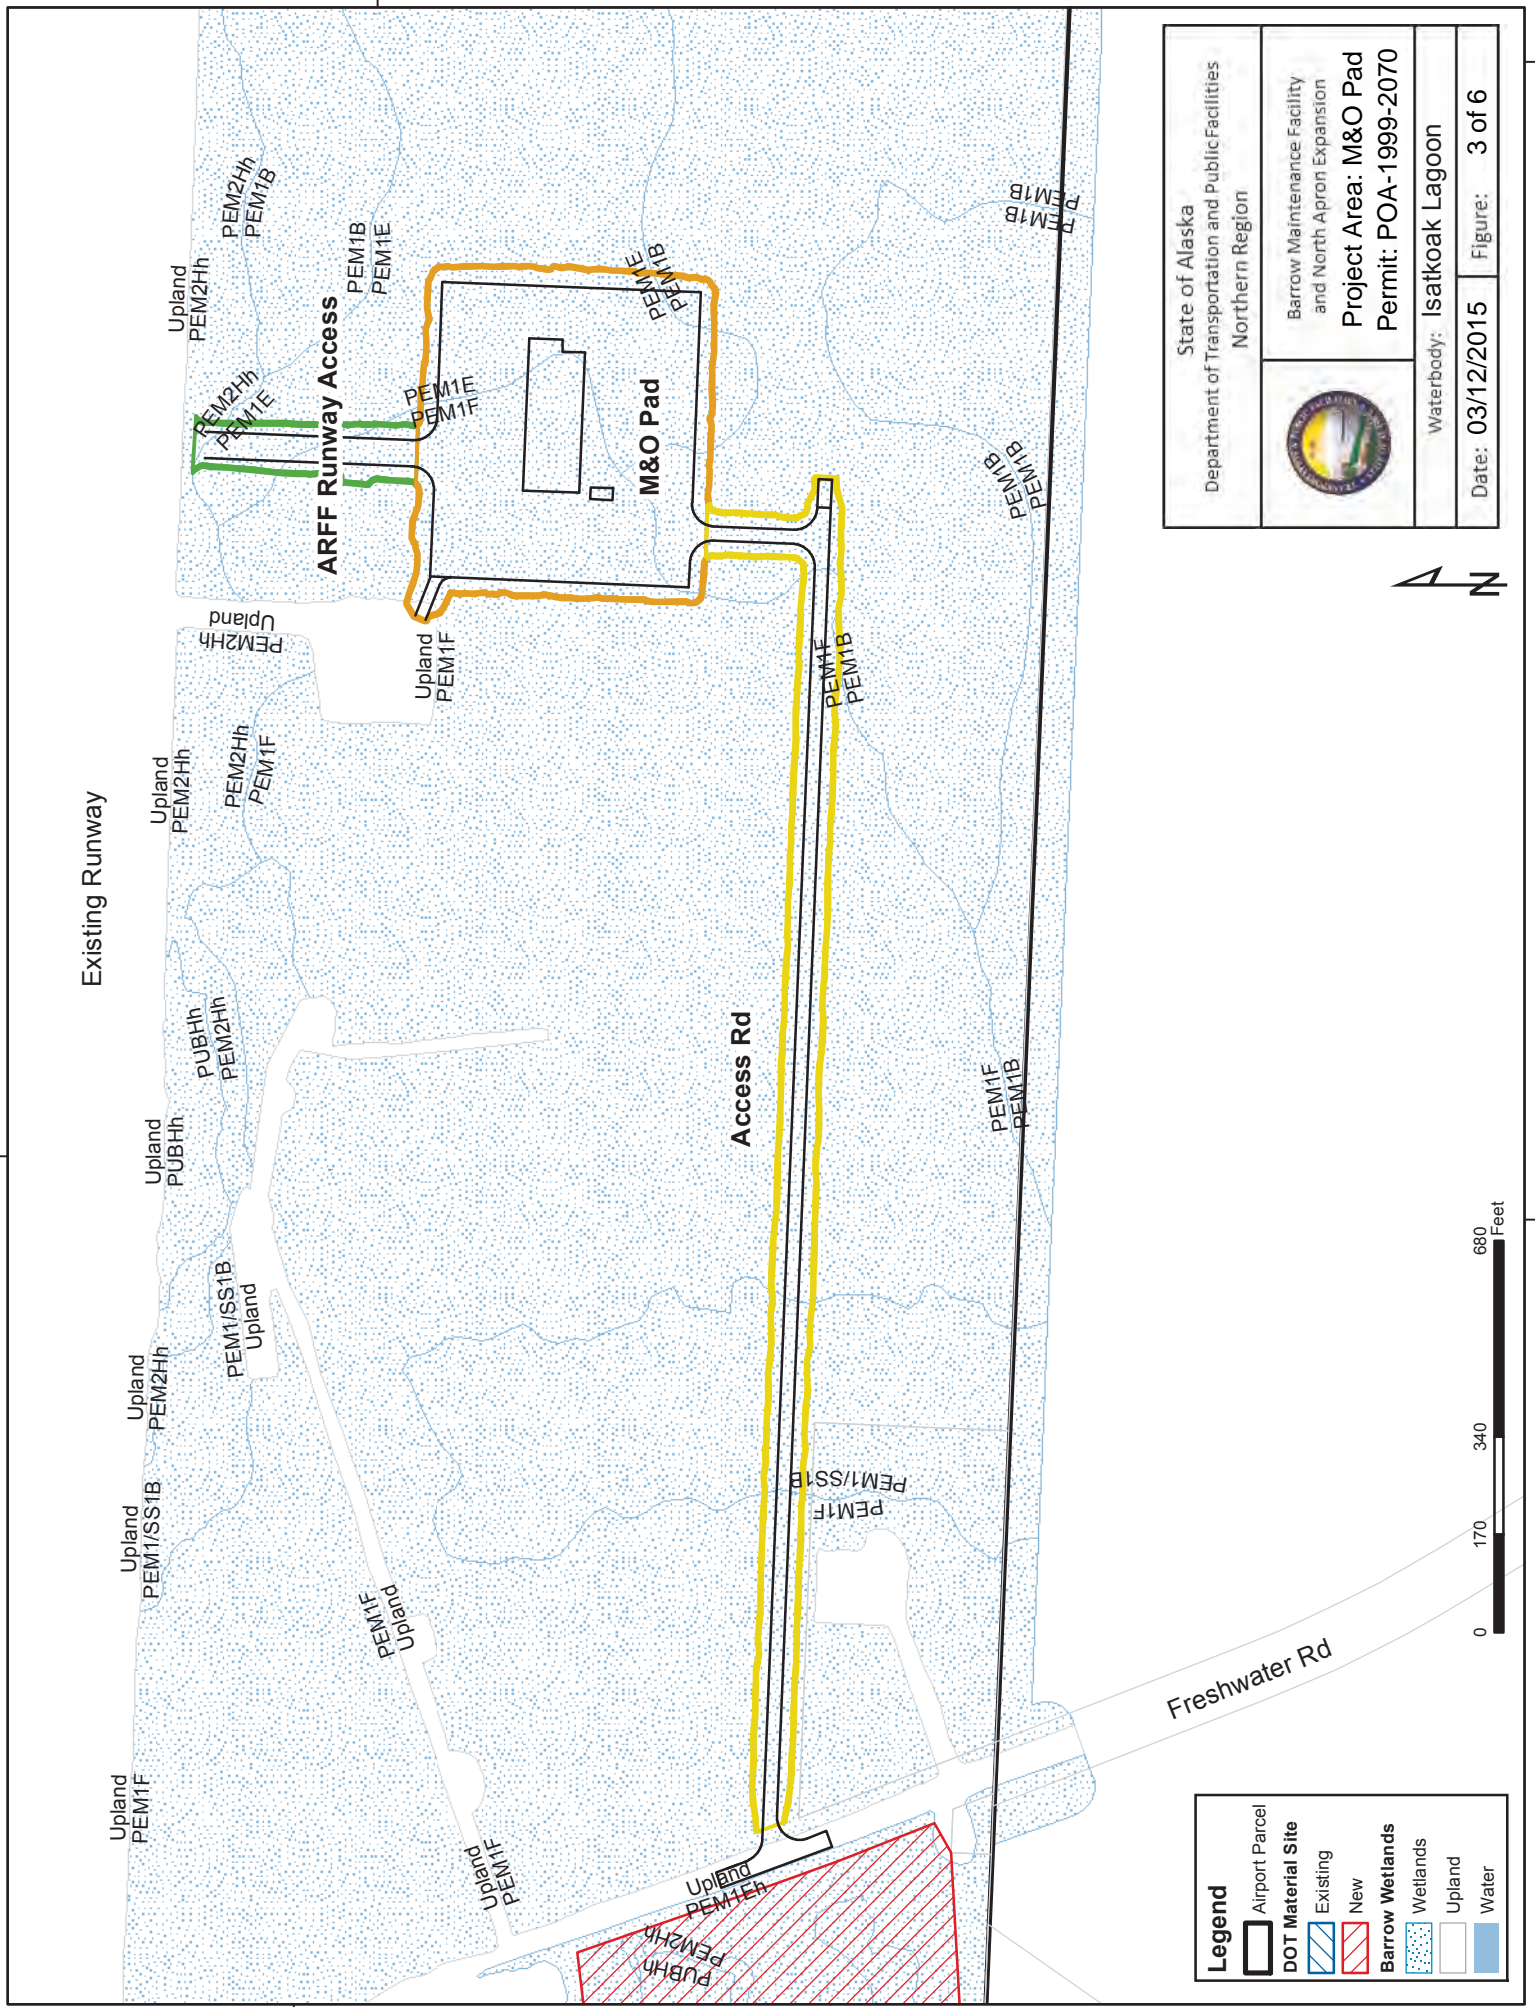 Existing Runway
Upland
PEM1F
Upland
PEM1/SS1B
Upland
PEM2Hh
Upland
PUBHh
Upland
PEM2Hh
Upland
PEM2Hh
PEM1/SS1B
Upland
PUBHh
PEM2Hh
PEM2Hh
PEM1F
Upland
PEM2Hh
PEM2Hh
PEM1E
PEM2Hh
PEM1B
PEM1B
PEM1E
ARFF Runway Access
PEM1E
PEM1F
Upland
PEM1F
PEM1F
Upland
Upland
PEM1F
M&O Pad
PEM1E
PEM1B
Access Rd
Upland
PEM1Eh
PEM2Hh
PUBHh
PEM1/SS1B
PEM1F
PEM1F
PEM1B
PEM1F
PEM1B
PEM1B
PEM1B
PEM1B
PEM1B
Freshwater Rd
Legend
Airport Parcel
DOT Material Site
Existing
New
Barrow Wetlands
Wetlands
Upland
Water
0 170 340 680
Feet
N
State of Alaska
Department of Transportation and Public Facilities
Northern Region
Barrow Maintenance Facility
and North Apron Expansion
Project Area: M&O Pad
Permit: POA-1999-2070
Waterbody: Isatkoak Lagoon
Date: 03/12/2015 Figure: 3 of 6